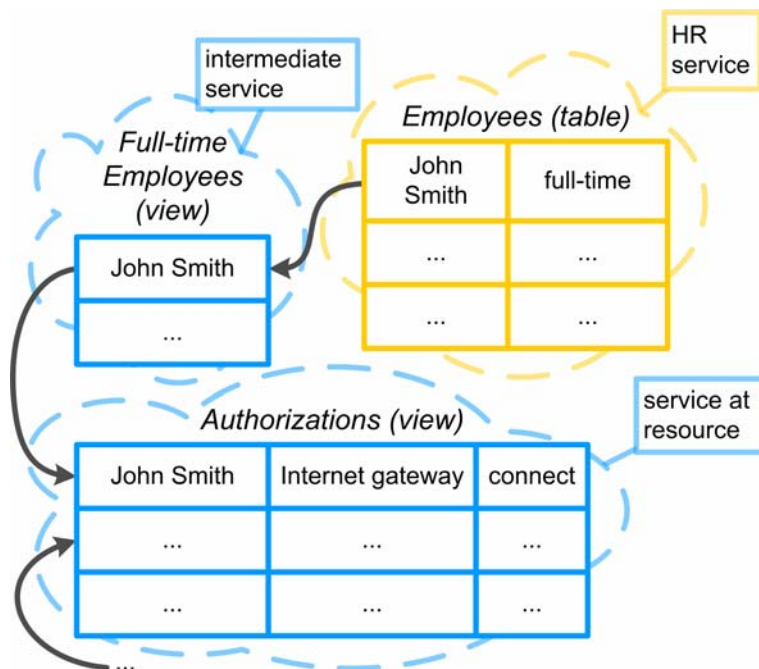 intermediate
service
HR
service
Full-time
Employees
(view)
Employees (table)
John
Smith
full-time
...
...
...
...
John Smith
...
service at
resource
Authorizations (view)
John Smith
Internet gateway
connect
...
...
...
...
...
...
...